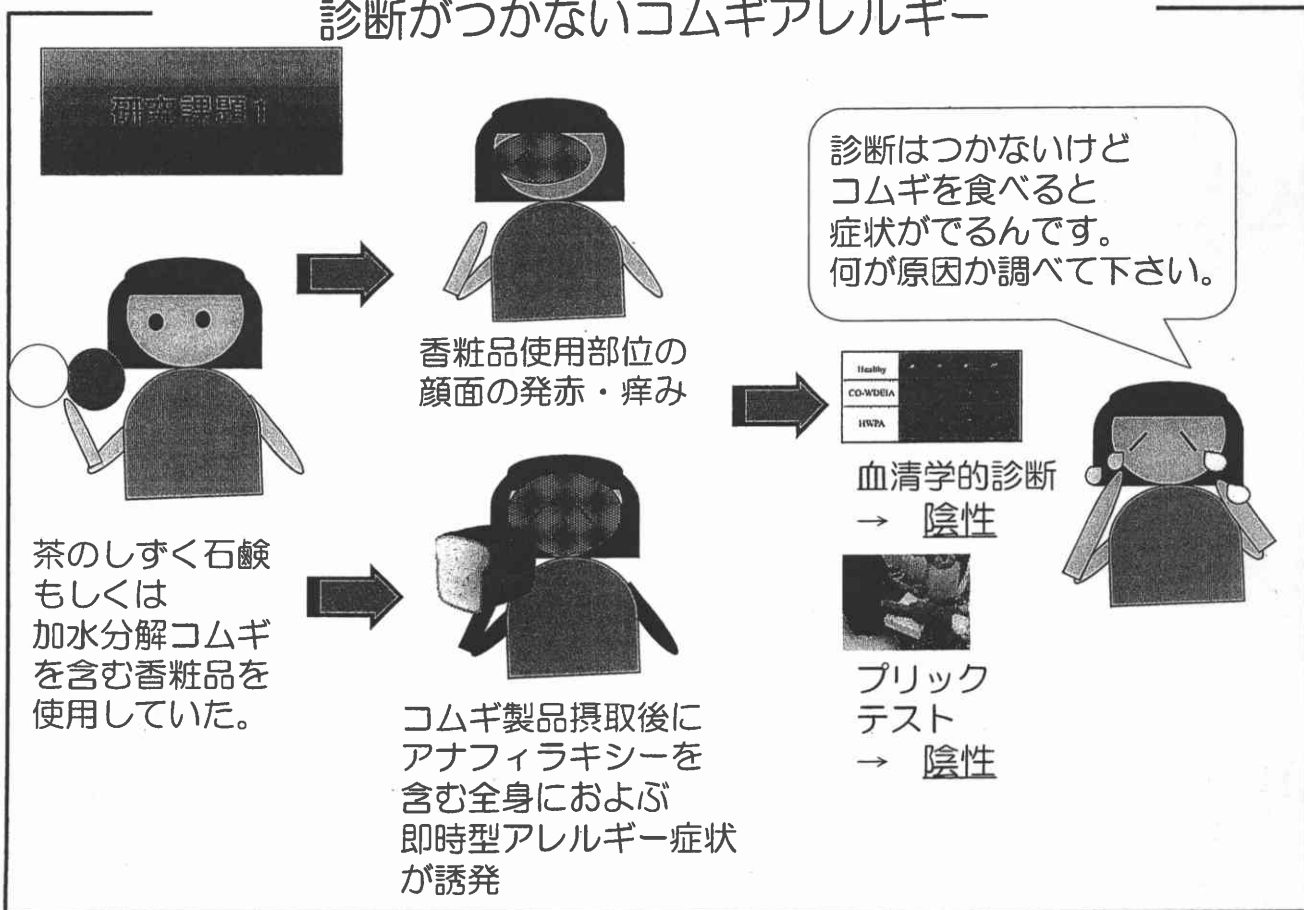 診断がつかないコムギアレルギー
研究課題1
茶のしずく石鹸
もしくは
加水分解コムギ
を含む香粧品を
使用していた。
香粧品使用部位の
顔面の発赤・痒み
コムギ製品摂取後に
アナフィラキシーを
含む全身におよぶ
即時型アレルギー症状
が誘発
Healthy
CO-WDEIA
HWPA
血清学的診断
→ 陰性
プリック
テスト
→ 陰性
診断はつかないけど
コムギを食べると
症状がでるんです。
何が原因か調べて下さい。